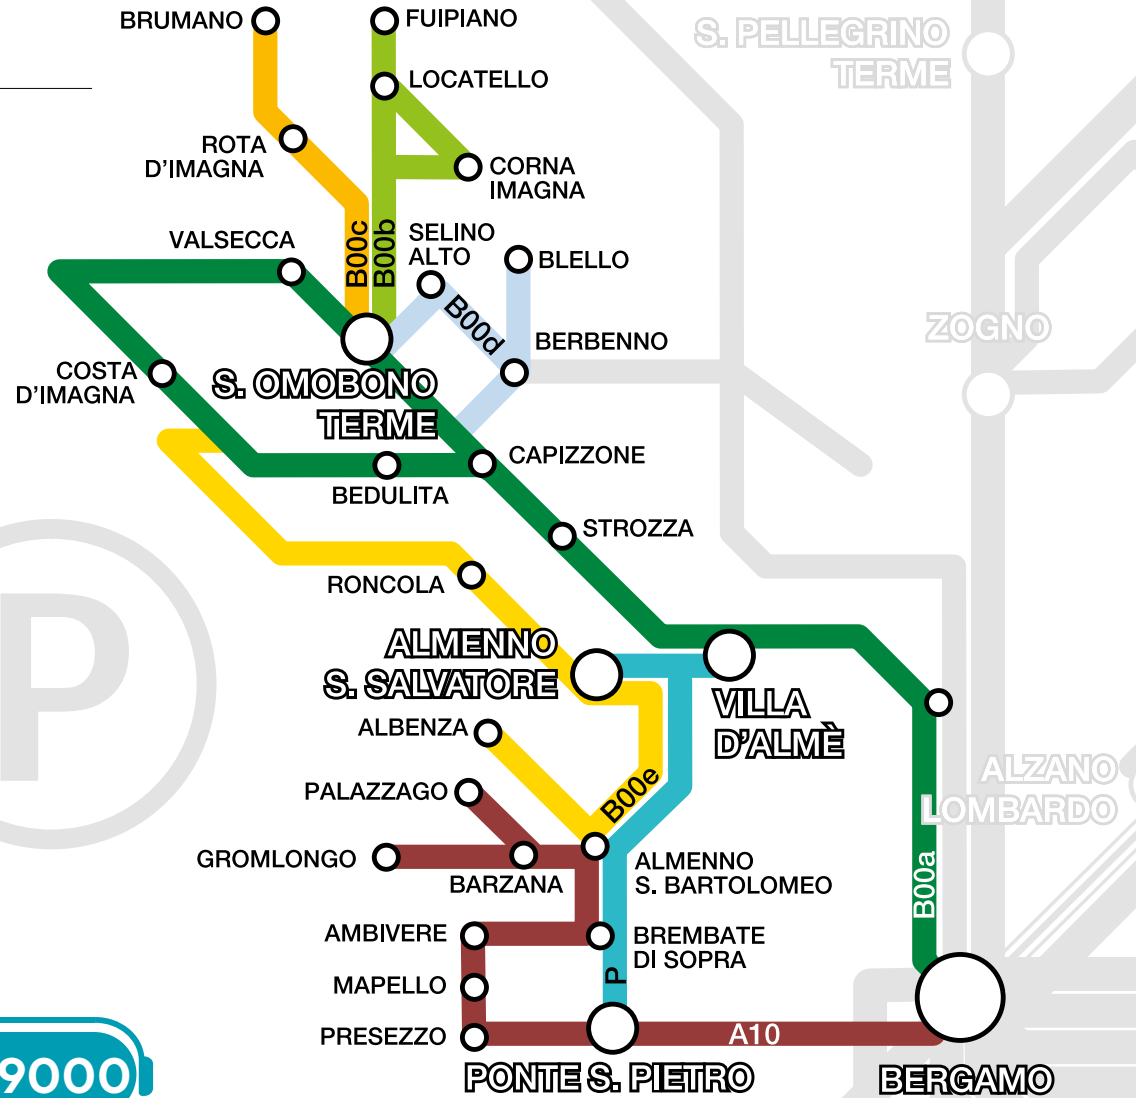 BRUMANO
FUIPIANO
S. PELLEGRINO
TERME
LOCATELLO
ROTA
D'IMAGNA
CORNA
IMAGNA
B00c
B00b
SELINO
ALTO
VALSECCA
BLELLO
B00d
BERBENNO
ZOGNO
COSTA
D'IMAGNA
S. OMOBONO
TERME
CAPIZZONE
BEDULITA
STROZZA
RONCOLA
P
ALMENNO
S. SALVATORE
VILLA
D'ALMÈ
ALBENZA
ALZANO
LOMBARDO
PALAZZAGO
B00e
GROMLONGO
BARZANA
ALMENNO
S. BARTOLOMEO
B00a
AMBIVERE
BREMBATE
DI SOPRA
MAPELLO
P
PRESEZZO
A10
PONTE S. PIETRO
BERGAMO
9000